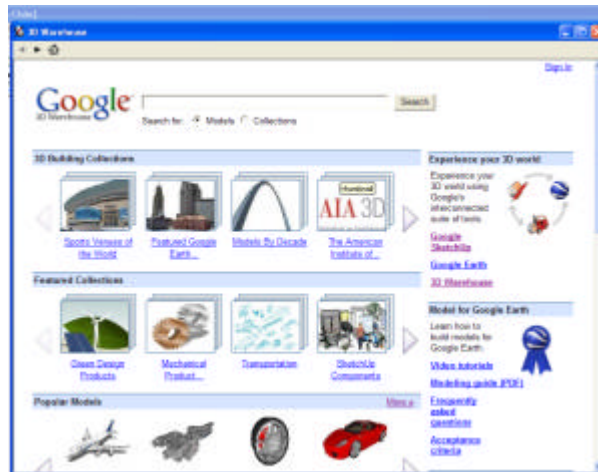 3D Warehouse
Sign in
Google
3D Warehouse
Search
Search for: Models Collections
3D Building Collections
Sports Venues of
the World
Featured Google
Earth...
Models By Decade
AIA 3D
The American
Institute of...
Featured Collections
Green Design
Products
Mechanical
Product...
Transportation
SketchUp
Components
Popular Models
More »
Experience your 3D world
Experience your
3D world using
Google's
interconnected
suite of tools
Google
SketchUp
Google Earth
3D Warehouse
Model for Google Earth
Learn how to
build models for
Google Earth
Video tutorials
Modeling guide (PDF)
Frequently
asked
questions
Acceptance
criteria